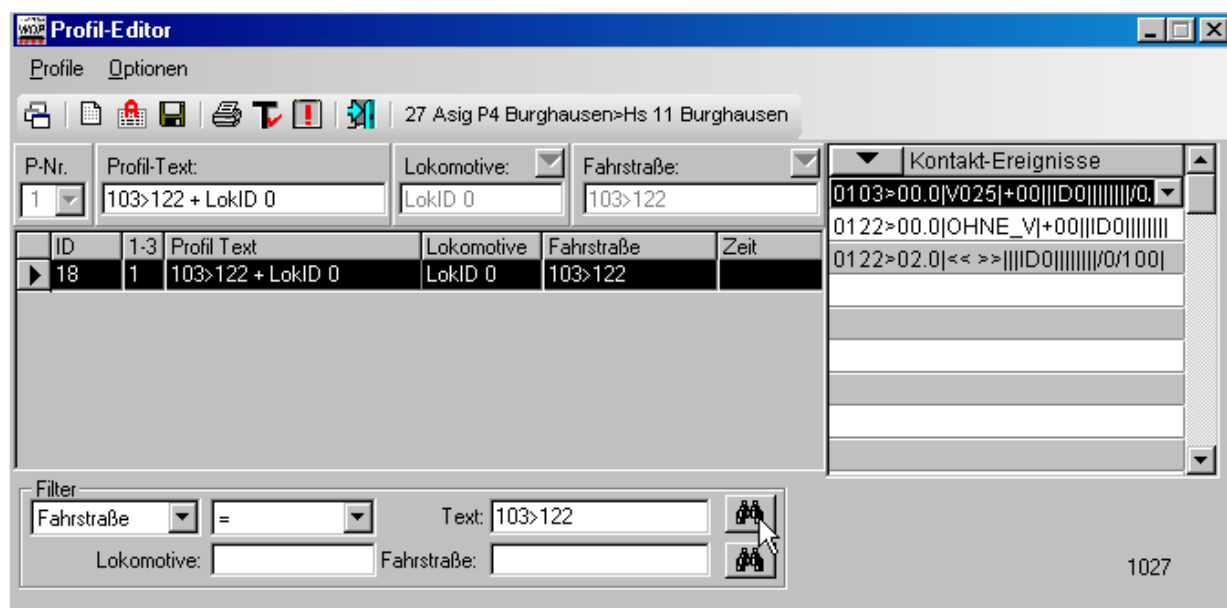 Profil-Editor
Profile Optionen
27 Asig P4 Burghausen>Hs 11 Burghausen
P-Nr. Profil-Text: Lokomotive: Fahrstraße:
1 103>122 + LokID 0 LokID 0 103>122
ID 1-3 Profil Text Lokomotive Fahrstraße Zeit
18 1 103>122 + LokID 0 LokID 0 103>122
Kontakt-Ereignisse
0103>00.0|V025|+00|||ID0||||||||/0.
0122>00.0|OHNE_V|+00|||ID0||||||||
0122>02.0|<< >>||||ID0||||||||/0/100|
Filter
Fahrstraße = Text: 103>122
Lokomotive: Fahrstraße:
1027